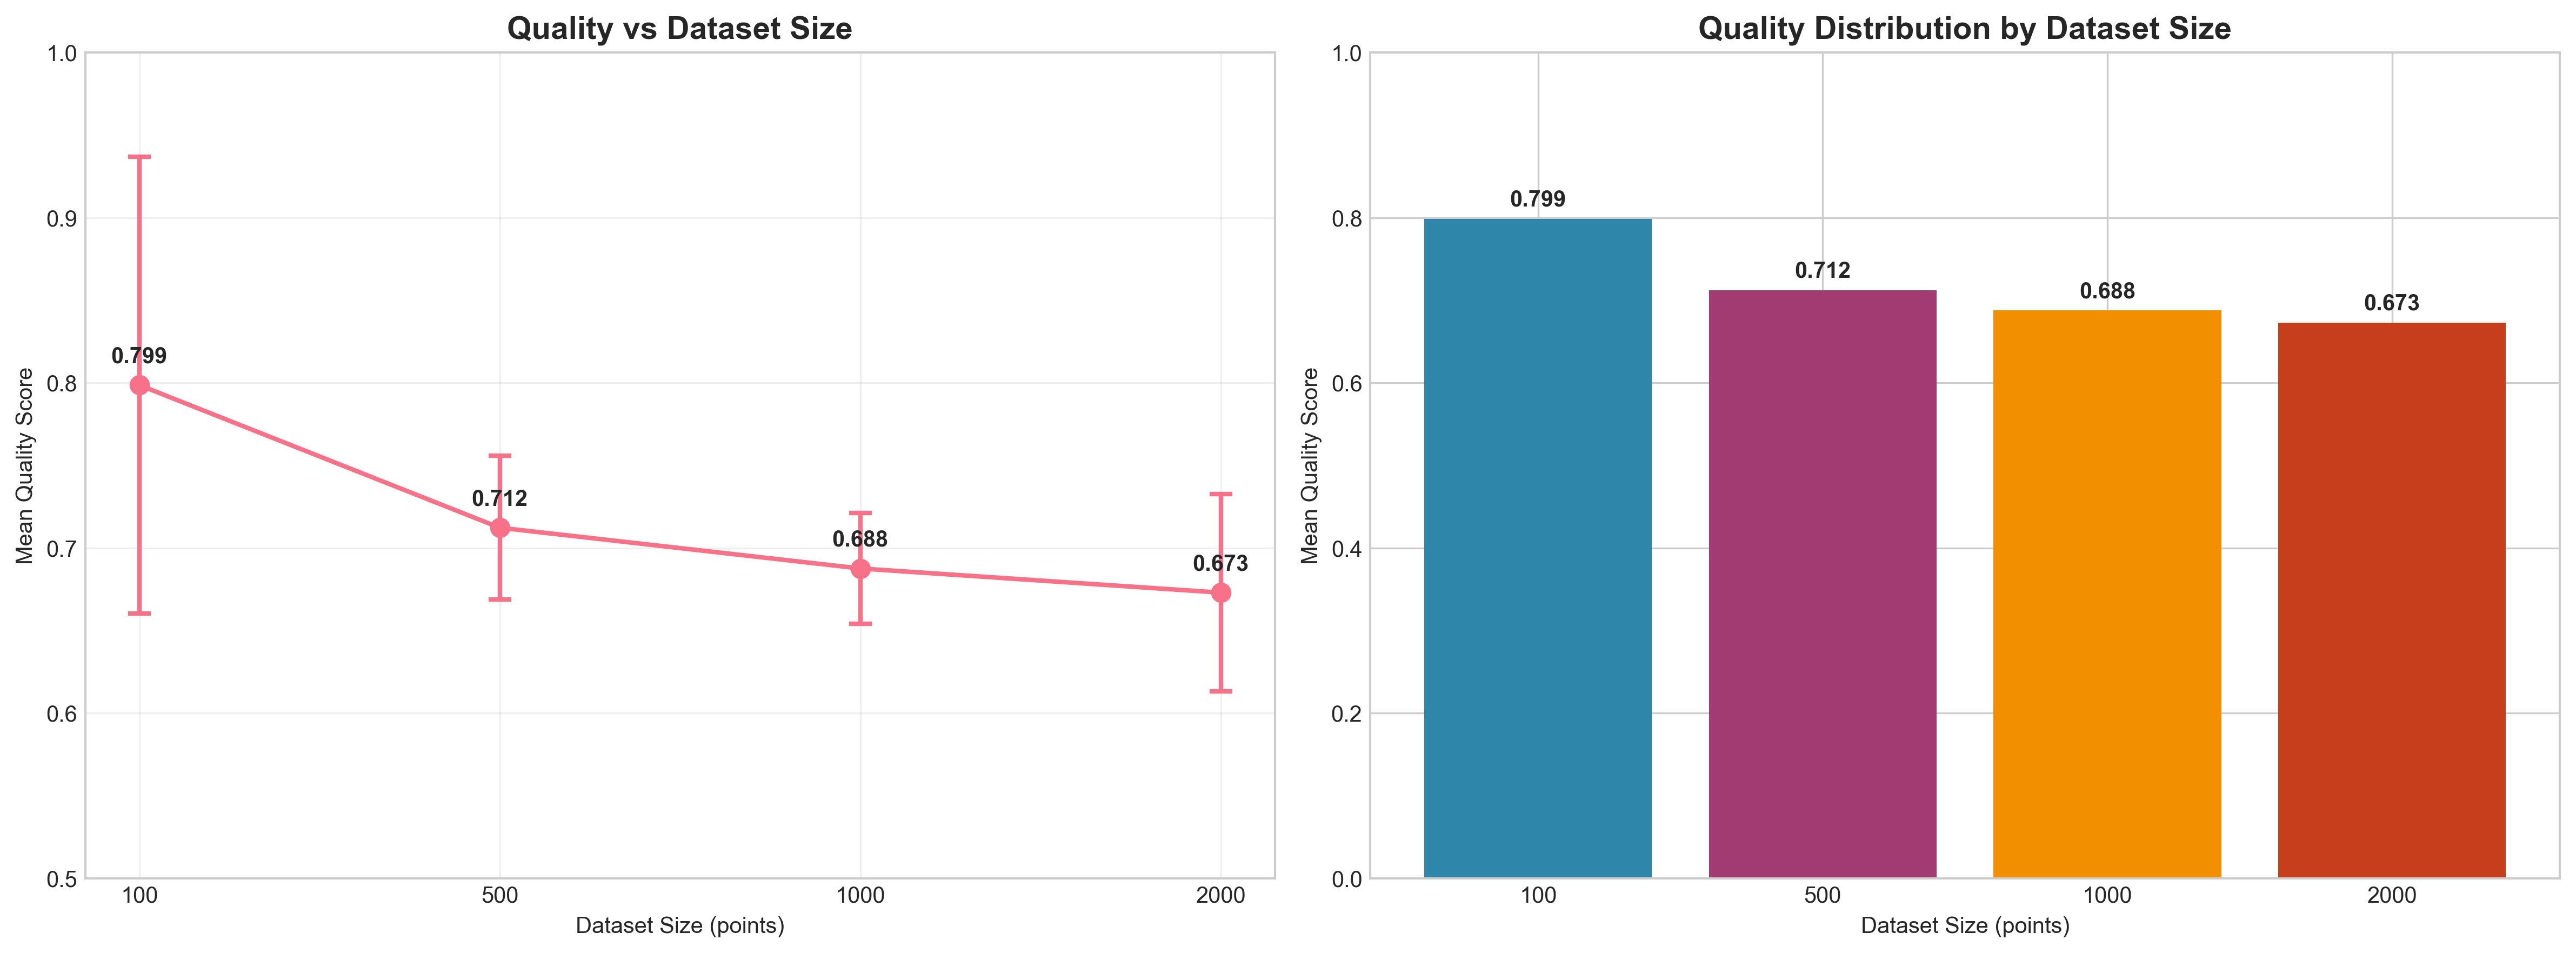 Quality vs Dataset Size
1.0
0.9
0.8
0.7
0.6
0.5
Mean Quality Score
0.799
0.712
0.688
0.673
100 500 1000 2000
Dataset Size (points)
Quality Distribution by Dataset Size
1.0
0.8
0.6
0.4
0.2
0.0
Mean Quality Score
0.799
0.712
0.688
0.673
100 500 1000 2000
Dataset Size (points)